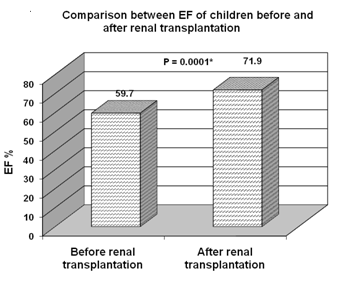 Comparison between EF of children before and
after renal transplantation
P = 0.0001*
71.9
59.7
80
70
60
50
40
30
20
10
0
EF %
Before renal
transplantation
After renal
transplantation